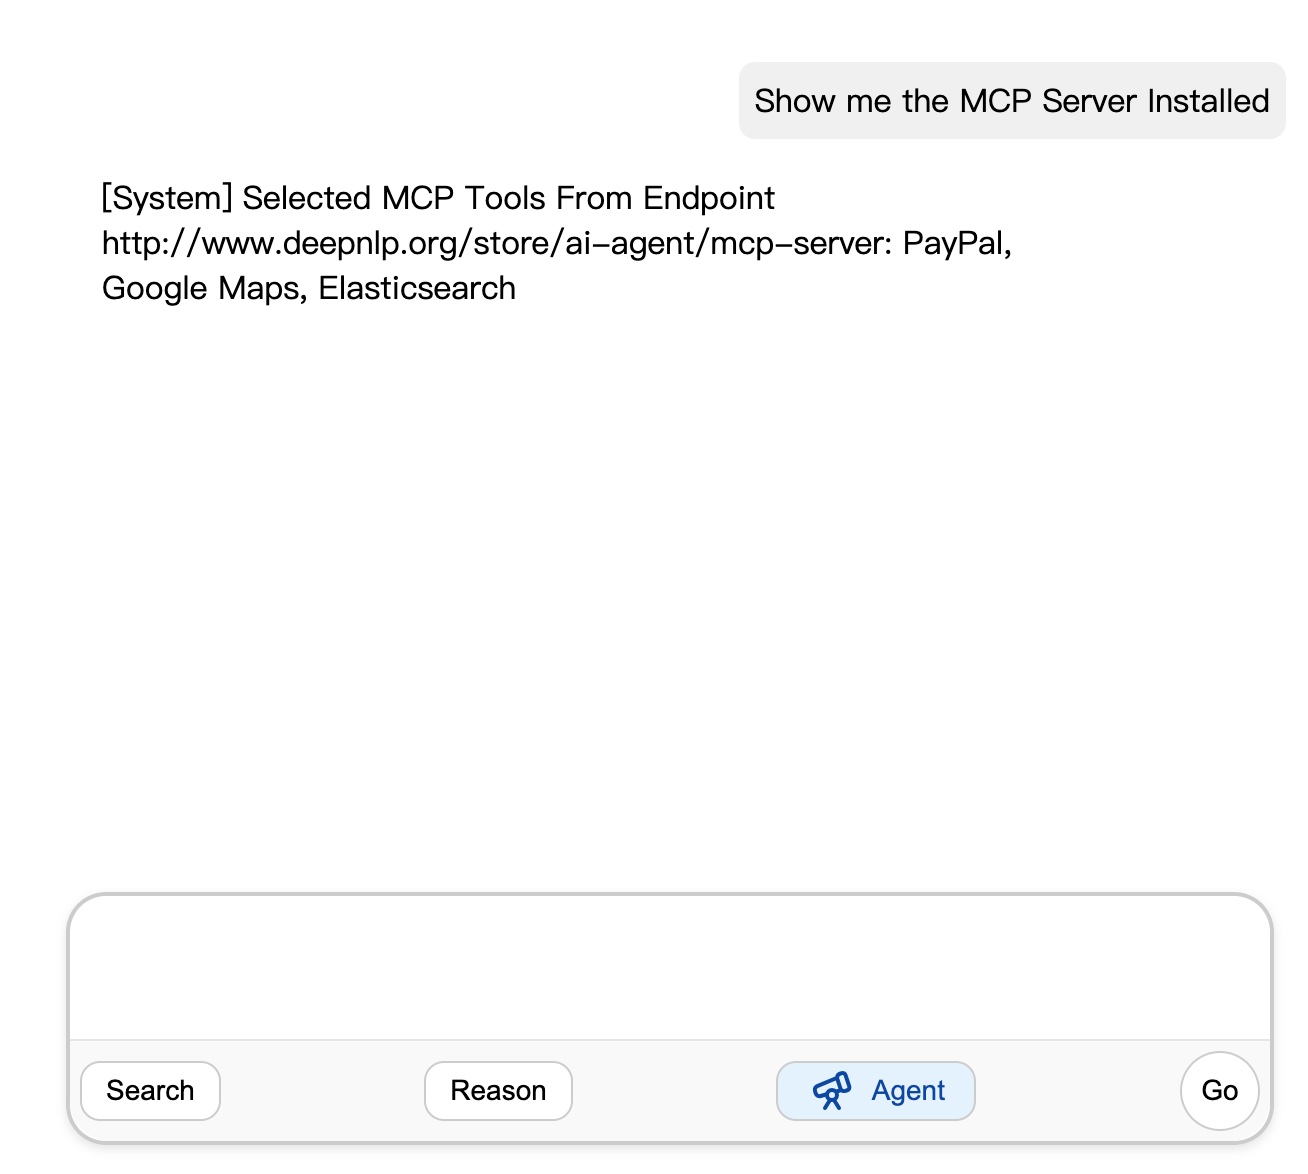 Show me the MCP Server Installed
[System] Selected MCP Tools From Endpoint
http://www.deepnlp.org/store/ai-agent/mcp-server: PayPal,
Google Maps, Elasticsearch
Search
Reason
Agent
Go